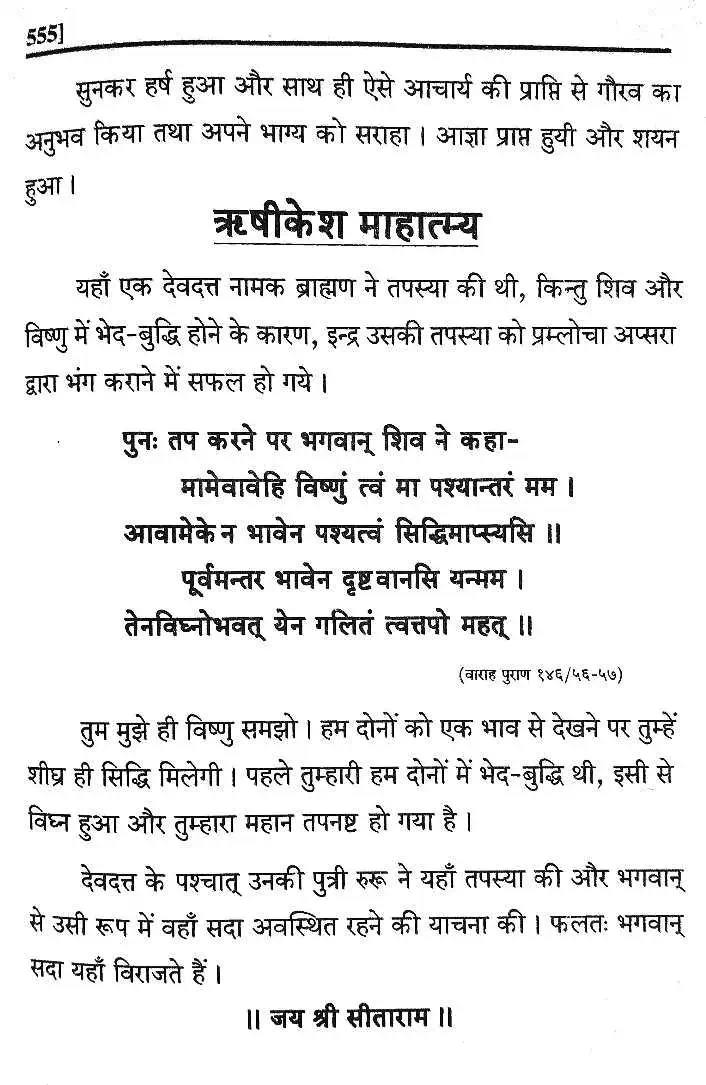 555]
सुनकर हर्ष हुआ और साथ ही ऐसे आचार्य की प्राप्ति से गौरव का
अनुभव किया तथा अपने भाग्य को सराहा । आज्ञा प्राप्त हुयी और शयन
हुआ ।
ऋषीकेश माहात्म्य
यहाँ एक देवदत्त नामक ब्राह्मण ने तपस्या की थी, किन्तु शिव और
विष्णु में भेद-बुद्धि होने के कारण, इन्द्र उसकी तपस्या को प्रम्लोचा अप्सरा
द्वारा भंग कराने में सफल हो गये ।
पुनः तप करने पर भगवान् शिव ने कहा-
मामेवावेहि विष्णुं त्वं मा पश्यान्तरं मम ।
आवामेकेन भावेन पश्यत्वं सिद्धिमाप्स्यसि ॥
पूर्वमन्तर भावेन दृष्टवानसि यन्मम ।
तेनविघ्नोभवत् येन गलितं त्वत्तपो महत् ॥
(वाराह पुराण १४६/५६-५७)
तुम मुझे ही विष्णु समझो । हम दोनों को एक भाव से देखने पर तुम्हें
शीघ्र ही सिद्धि मिलेगी । पहले तुम्हारी हम दोनों में भेद-बुद्धि थी, इसी से
विघ्न हुआ और तुम्हारा महान तपनष्ट हो गया है ।
देवदत्त के पश्चात् उनकी पुत्री रुरू ने यहाँ तपस्या की और भगवान्
से उसी रूप में वहाँ सदा अवस्थित रहने की याचना की । फलतः भगवान्
सदा यहाँ विराजते हैं ।
॥ जय श्री सीताराम ॥